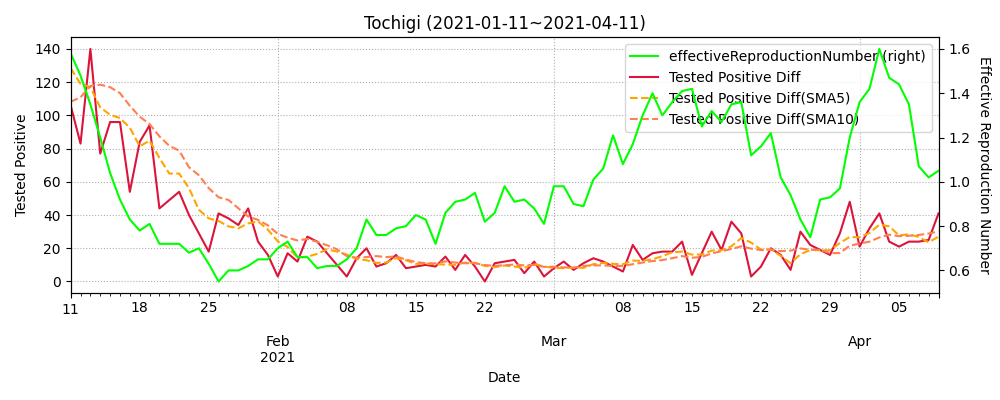 Tochigi (2021-01-11~2021-04-11)
effectiveReproductionNumber (right)
Tested Positive Diff
Tested Positive Diff(SMA5)
Tested Positive Diff(SMA10)
Tested Positive
140
120
100
80
60
40
20
0
1.6
1.4
1.2
1.0
0.8
0.6
Effective Reproduction Number
11 18 25 08 15 22 08 15 22 29 05
Feb Mar Apr
2021
Date